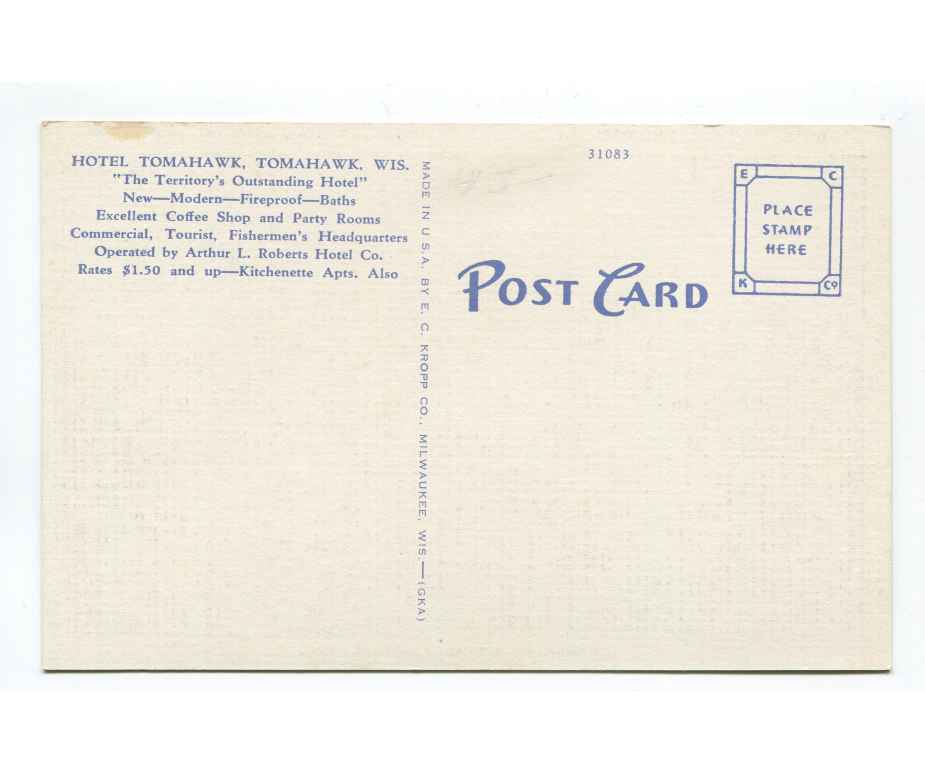 HOTEL TOMAHAWK, TOMAHAWK, WIS.
"The Territory's Outstanding Hotel"
New—Modern—Fireproof—Baths
Excellent Coffee Shop and Party Rooms
Commercial, Tourist, Fishermen's Headquarters
Operated by Arthur L. Roberts Hotel Co.
Rates $1.50 and up—Kitchenette Apts. Also
MADE IN U.S.A. BY E. C. KROPP CO., MILWAUKEE, WIS.—(GKA)
31083
POST CARD
E C
PLACE
STAMP
HERE
K Co